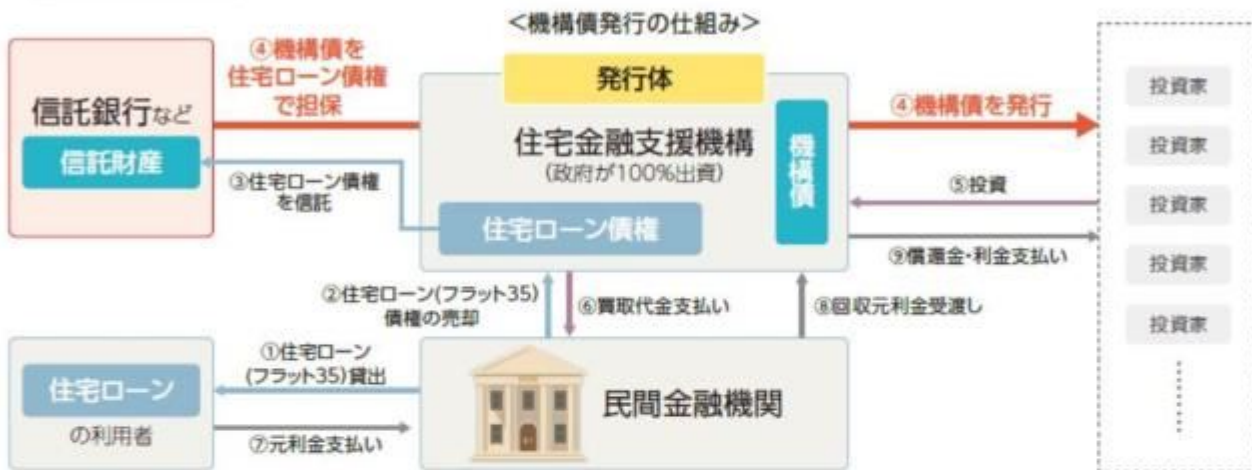 <機構債発行の仕組み>
④機構債を
住宅ローン債権
で担保
信託銀行など
信託財産
③住宅ローン債権
を信託
発行体
住宅金融支援機構
(政府が100%出資)
機構債
住宅ローン債権
④機構債を発行
⑤投資
⑨償還金・利金支払い
投資家
投資家
投資家
投資家
投資家
②住宅ローン(フラット35)
債権の売却
⑥買取代金支払い
⑧回収元利金受渡し
①住宅ローン
(フラット35)貸出
住宅ローン
の利用者
⑦元利金支払い
民間金融機関